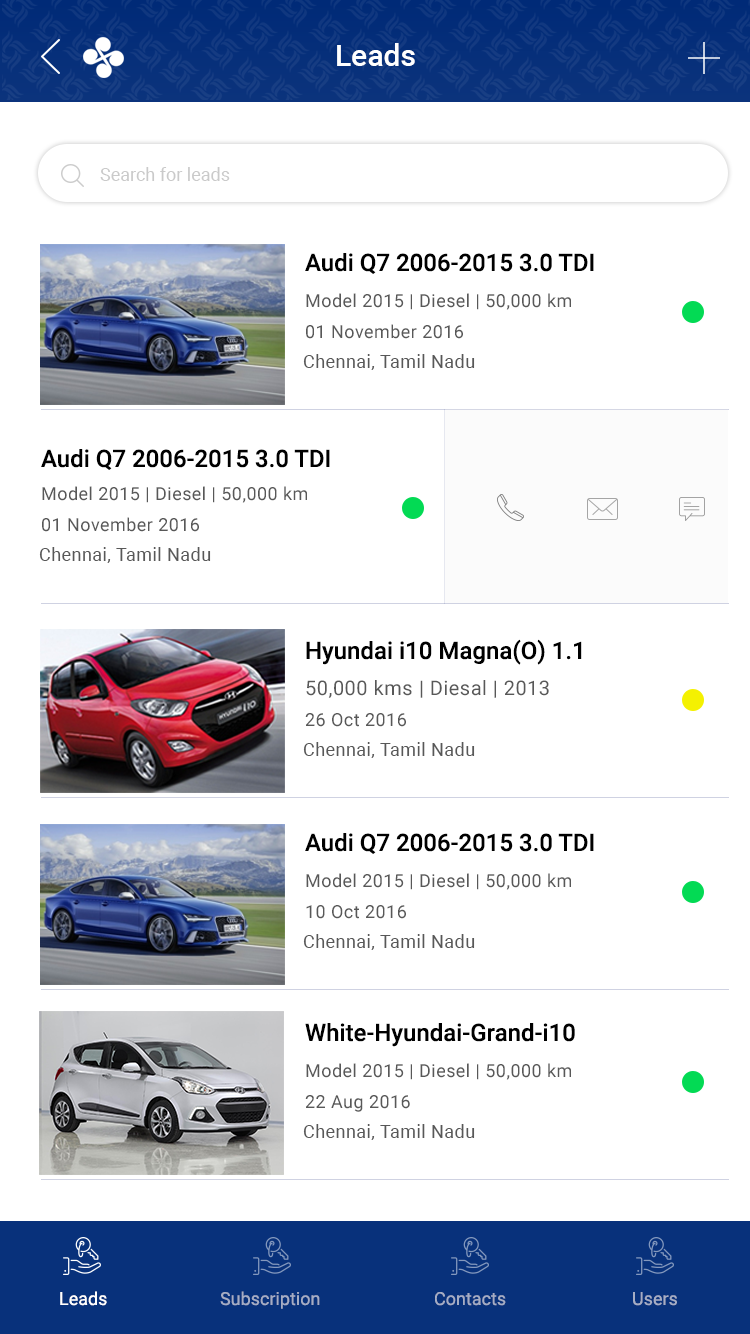 Leads
Search for leads
Audi Q7 2006-2015 3.0 TDI
Model 2015 | Diesel | 50,000 km
01 November 2016
Chennai, Tamil Nadu
Audi Q7 2006-2015 3.0 TDI
Model 2015 | Diesel | 50,000 km
01 November 2016
Chennai, Tamil Nadu
Hyundai i10 Magna(O) 1.1
50,000 kms | Diesal | 2013
26 Oct 2016
Chennai, Tamil Nadu
HYUNDAI i10
Audi Q7 2006-2015 3.0 TDI
Model 2015 | Diesel | 50,000 km
10 Oct 2016
Chennai, Tamil Nadu
White-Hyundai-Grand-i10
Model 2015 | Diesel | 50,000 km
22 Aug 2016
Chennai, Tamil Nadu
Leads
Subscription
Contacts
Users